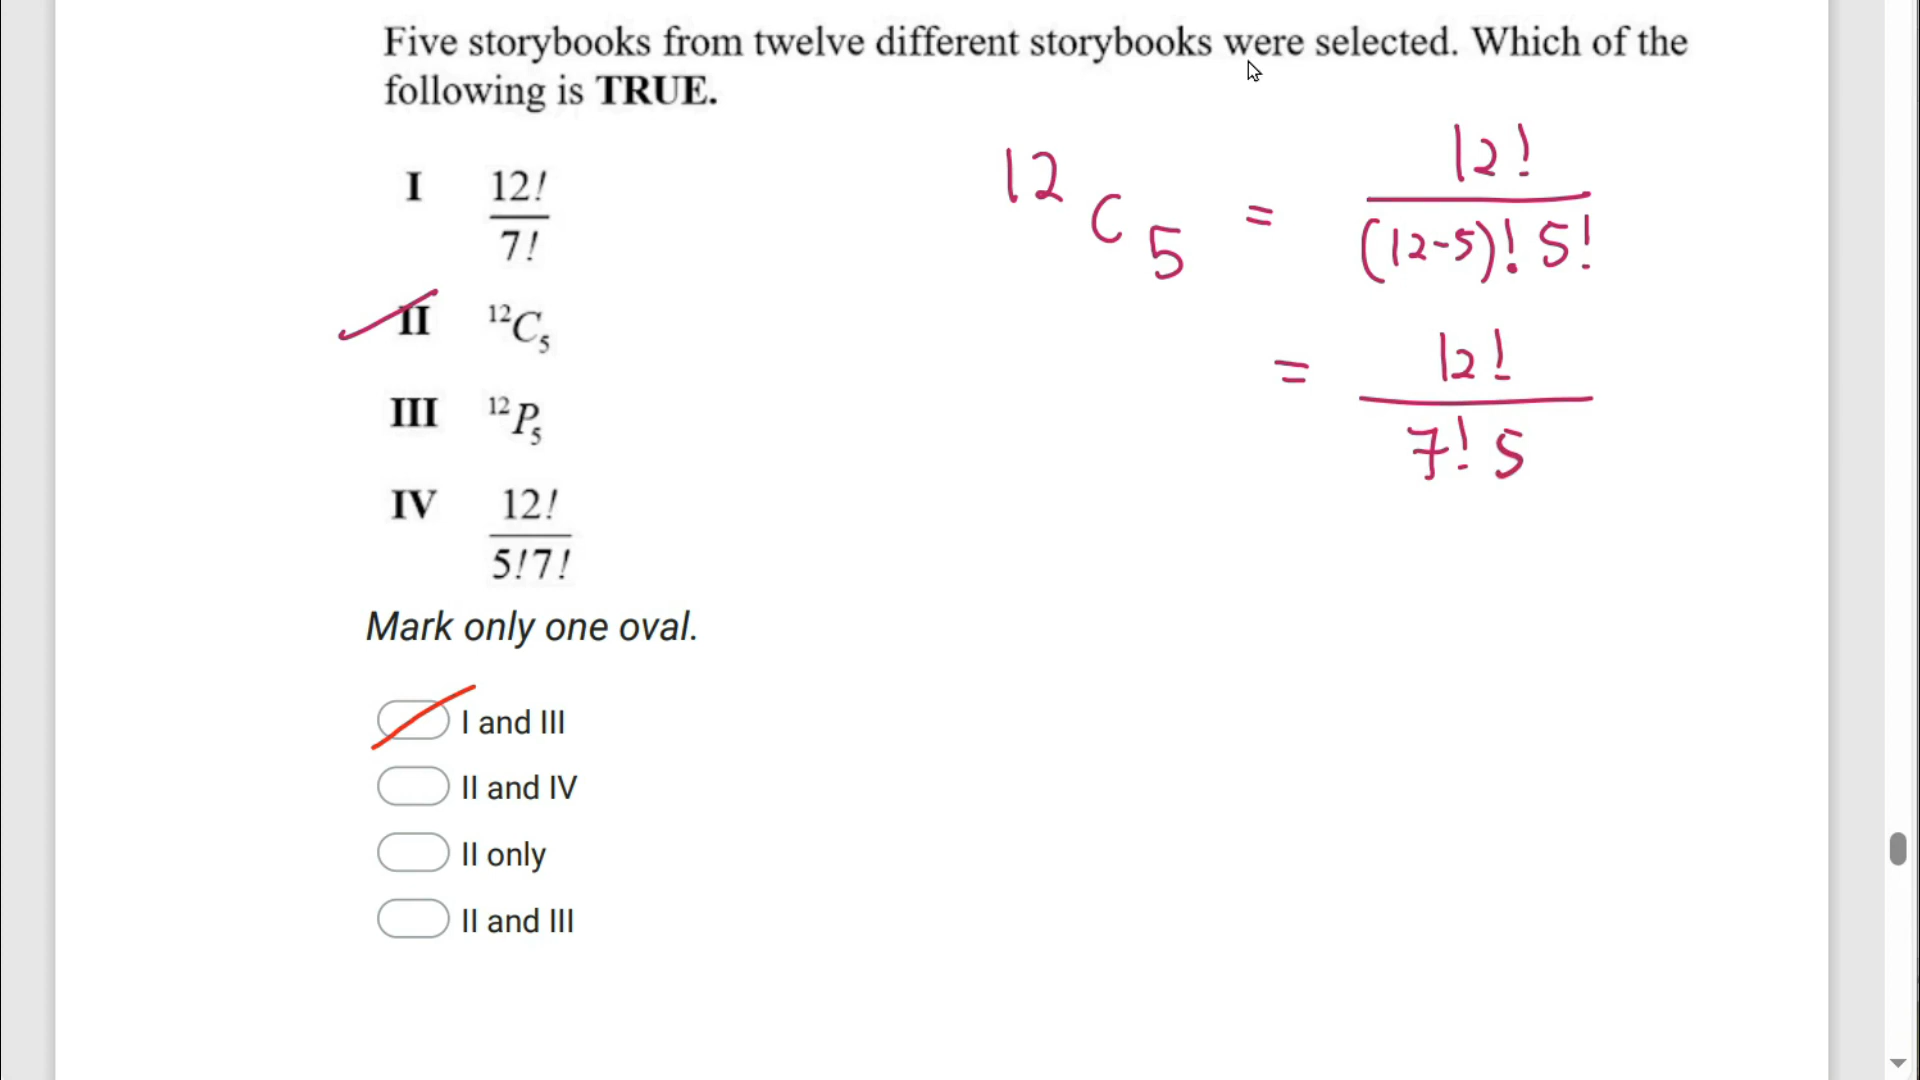 Five storybooks from twelve different storybooks were selected. Which of the
following is TRUE.
I 12!/7!
II ¹²C₅
III ¹²P₅
IV 12!/5!7!
¹²C₅ = 12!/(12-5)! 5!
= 12!/7! 5
Mark only one oval.
I and III
II and IV
II only
II and III